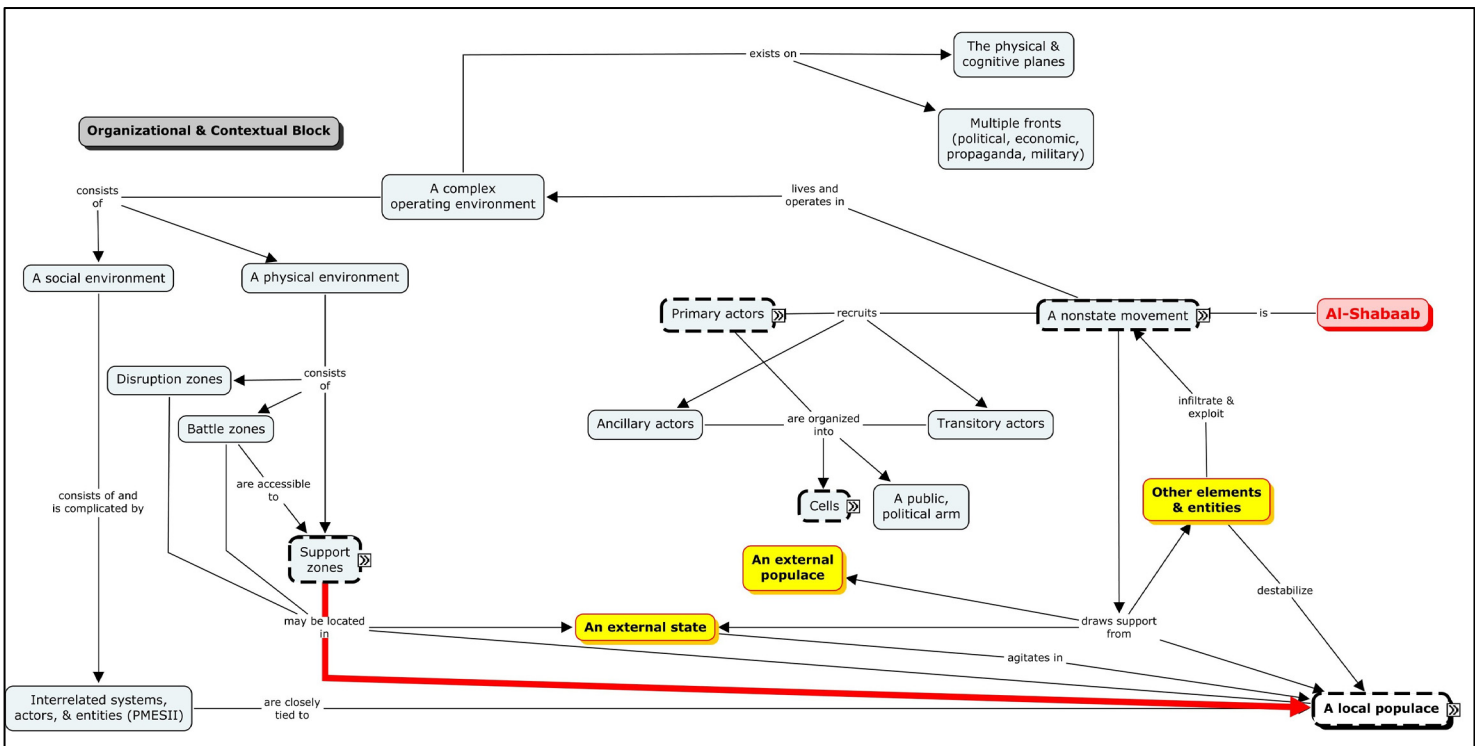 exists on
The physical &
cognitive planes
Multiple fronts
(political, economic,
propaganda, military)
Organizational & Contextual Block
A complex
operating environment
consists
of
lives and
operates in
A social environment
A physical environment
Primary actors
recruits
A nonstate movement
is
Al-Shabaab
Disruption zones
consists
of
Battle zones
Ancillary actors
are organized
into
Transitory actors
infiltrate &
exploit
are accessible
to
consists of and
is complicated by
Cells
A public,
political arm
Other elements
& entities
Support
zones
An external
populace
destabilize
may be located
in
An external state
draws support
from
agitates in
Interrelated systems,
actors, & entities (PMESII)
are closely
tied to
A local populace